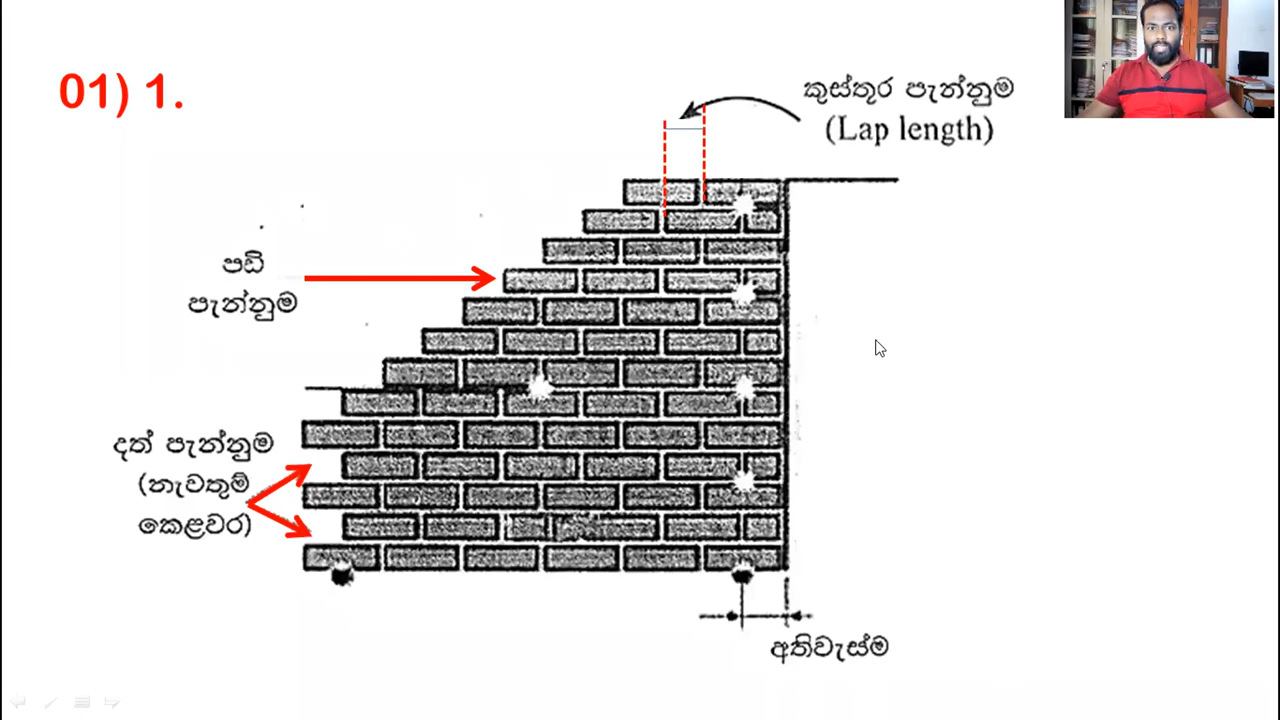 01) 1.
කුස්තූර පැන්නුම
(Lap length)
පඩි
පැන්නුම
දත් පැන්නුම
(නැවතුම්
කෙළවර)
අතිවැස්ම